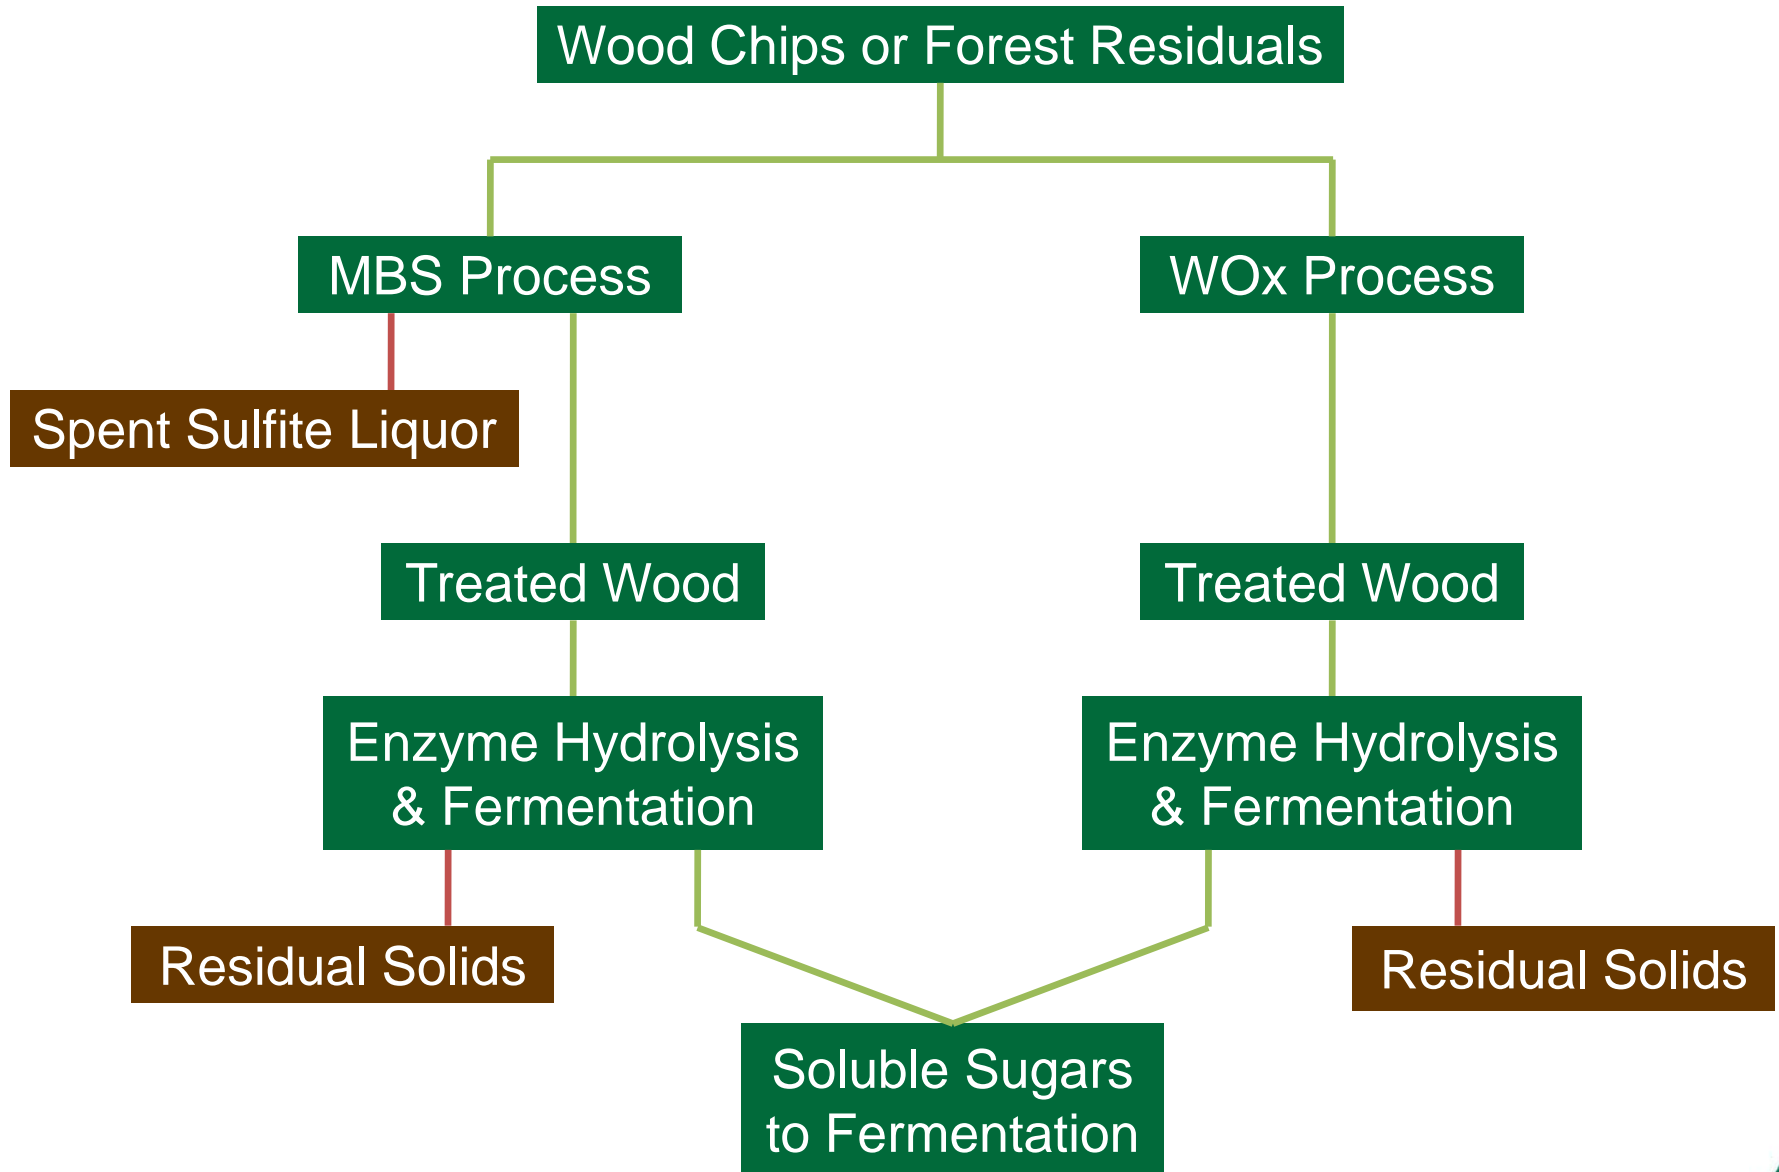 Wood Chips or Forest Residuals
MBS Process
WOx Process
Spent Sulfite Liquor
Treated Wood
Treated Wood
Enzyme Hydrolysis
& Fermentation
Enzyme Hydrolysis
& Fermentation
Residual Solids
Residual Solids
Soluble Sugars
to Fermentation